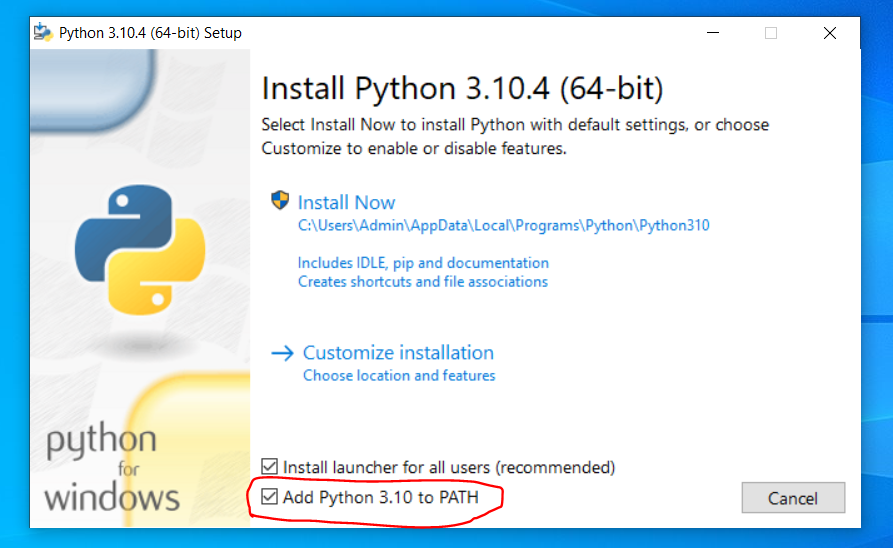 Python 3.10.4 (64-bit) Setup
Install Python 3.10.4 (64-bit)
Select Install Now to install Python with default settings, or choose
Customize to enable or disable features.
Install Now
C:\Users\Admin\AppData\Local\Programs\Python\Python310
Includes IDLE, pip and documentation
Creates shortcuts and file associations
Customize installation
Choose location and features
python
for
windows
Install launcher for all users (recommended)
Add Python 3.10 to PATH
Cancel